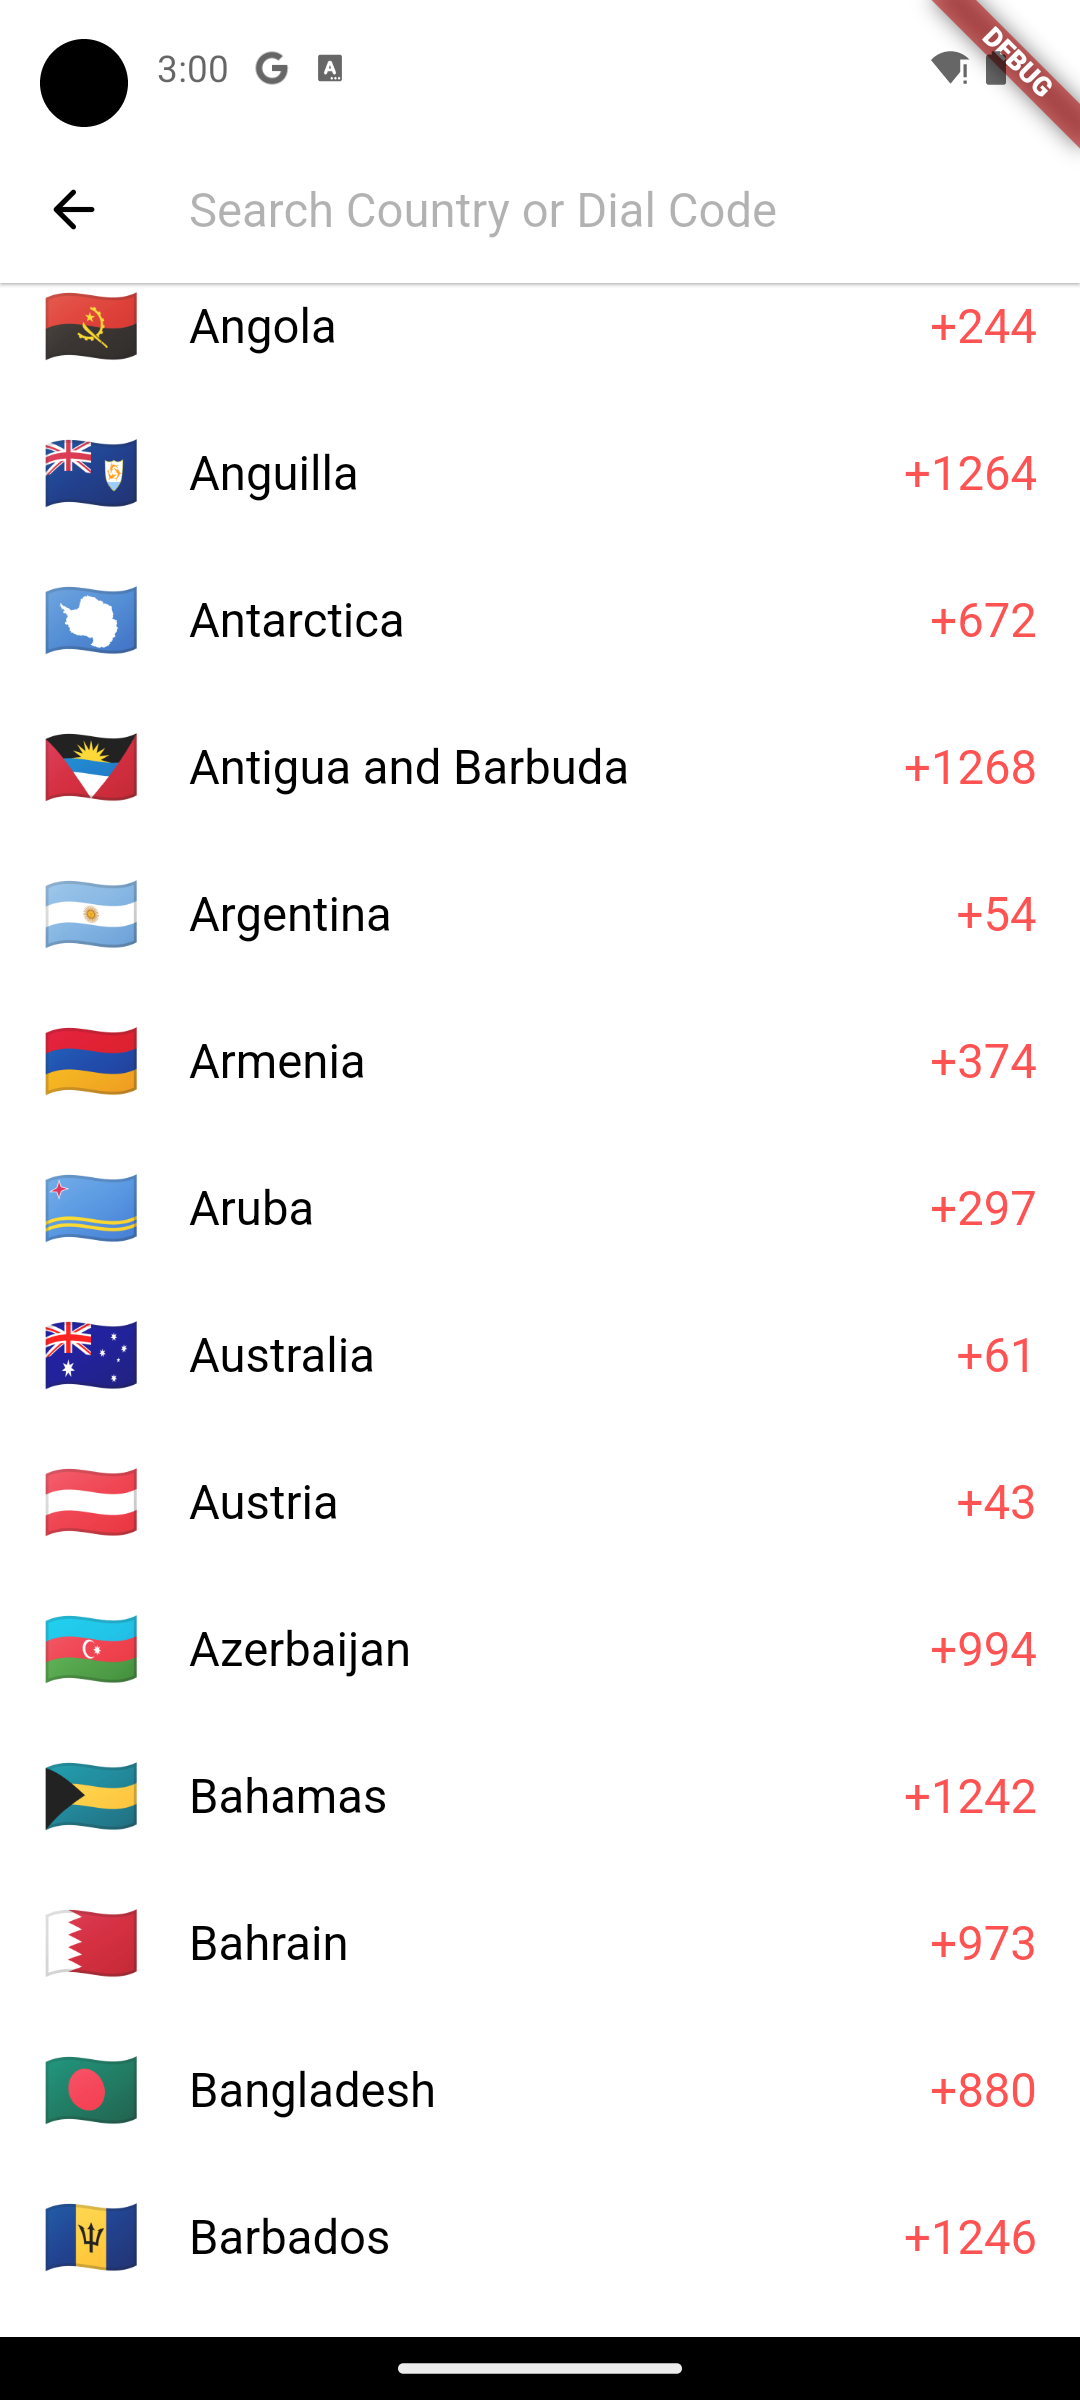 3:00
DEBUG
Search Country or Dial Code
Angola +244
Anguilla +1264
Antarctica +672
Antigua and Barbuda +1268
Argentina +54
Armenia +374
Aruba +297
Australia +61
Austria +43
Azerbaijan +994
Bahamas +1242
Bahrain +973
Bangladesh +880
Barbados +1246